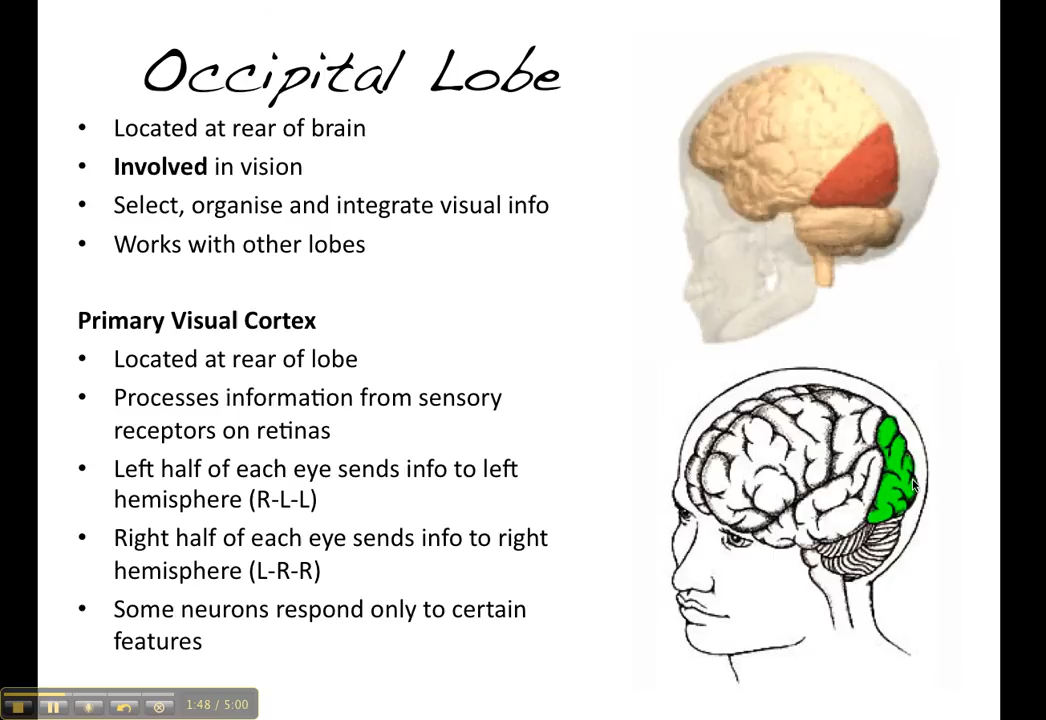 Occipital Lobe
• Located at rear of brain
• Involved in vision
• Select, organise and integrate visual info
• Works with other lobes
Primary Visual Cortex
• Located at rear of lobe
• Processes information from sensory
receptors on retinas
• Left half of each eye sends info to left
hemisphere (R-L-L)
• Right half of each eye sends info to right
hemisphere (L-R-R)
• Some neurons respond only to certain
features
1:48 / 5:00